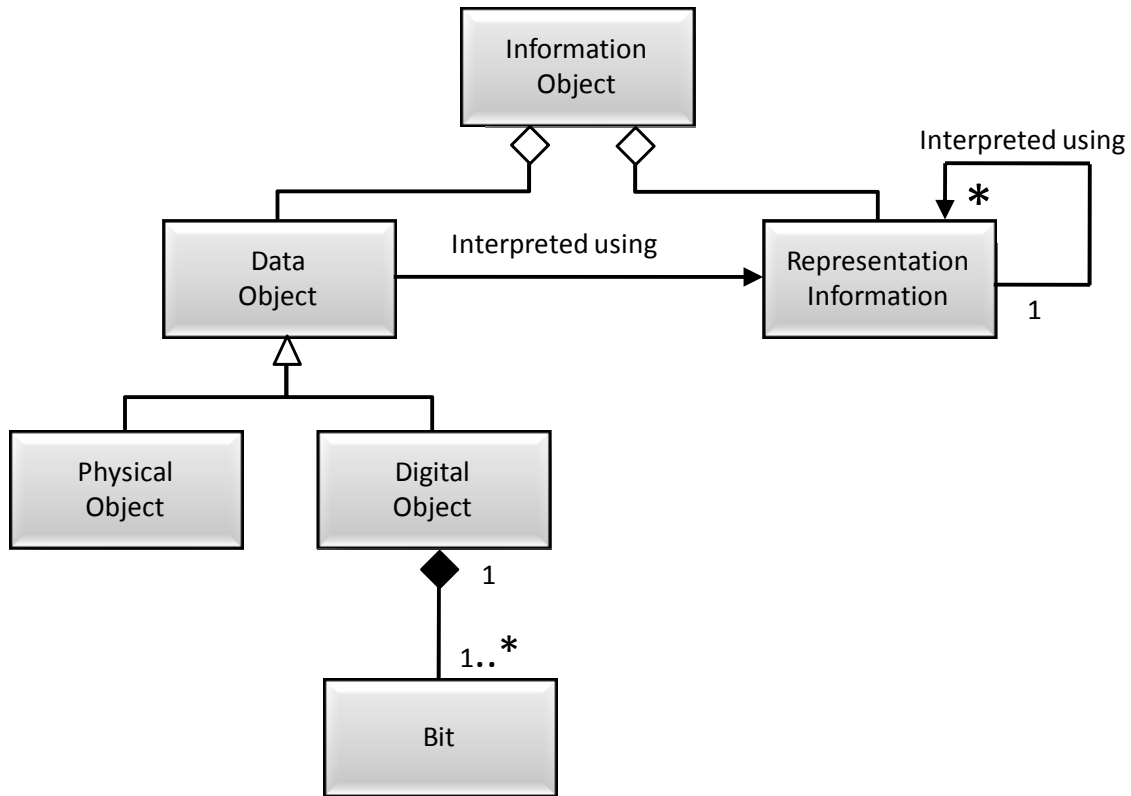 Information
Object
Interpreted using
*
Data
Object
Interpreted using
Representation
Information
1
Physical
Object
Digital
Object
1
1..*
Bit